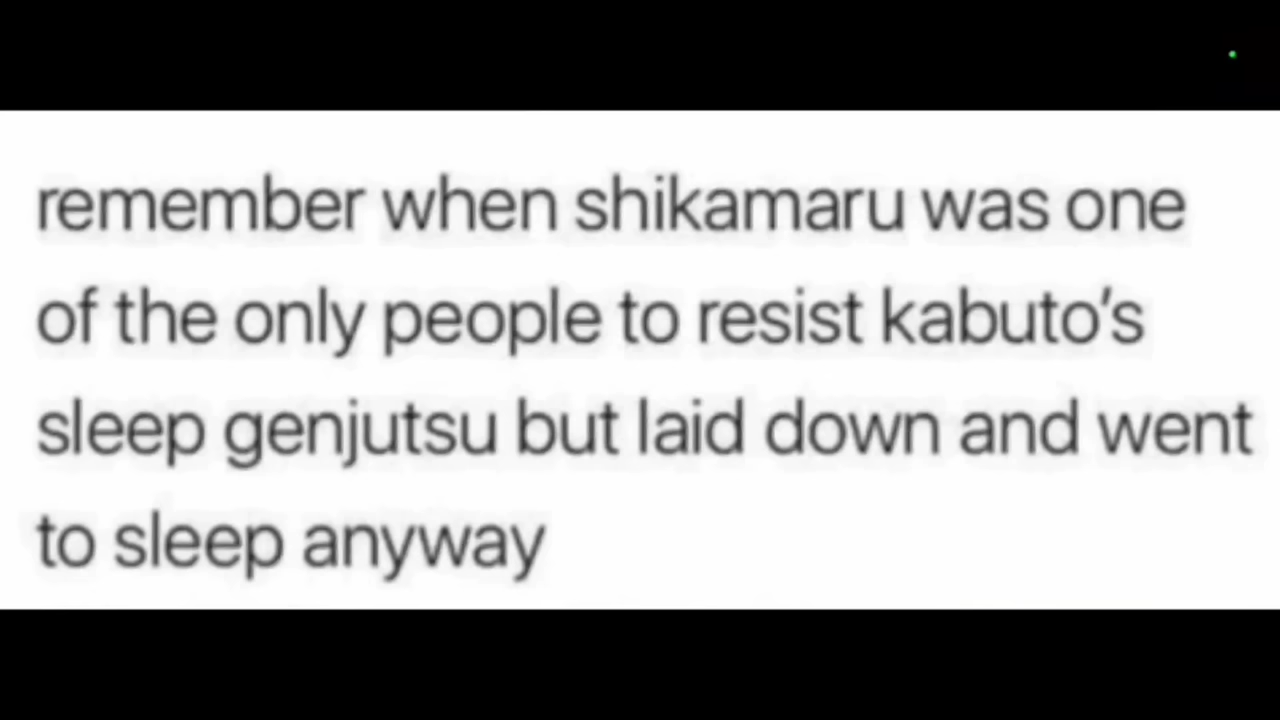 remember when shikamaru was one
of the only people to resist kabuto’s
sleep genjutsu but laid down and went
to sleep anyway